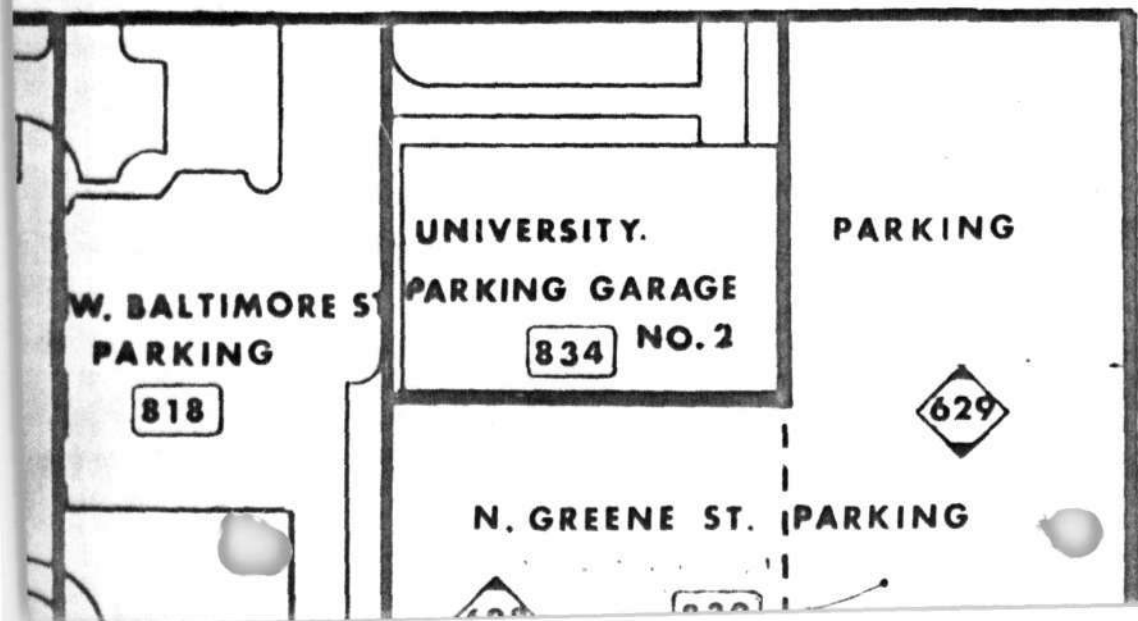 UNIVERSITY.
PARKING GARAGE
NO. 2
834
PARKING
W. BALTIMORE ST
PARKING
818
629
N. GREENE ST. PARKING